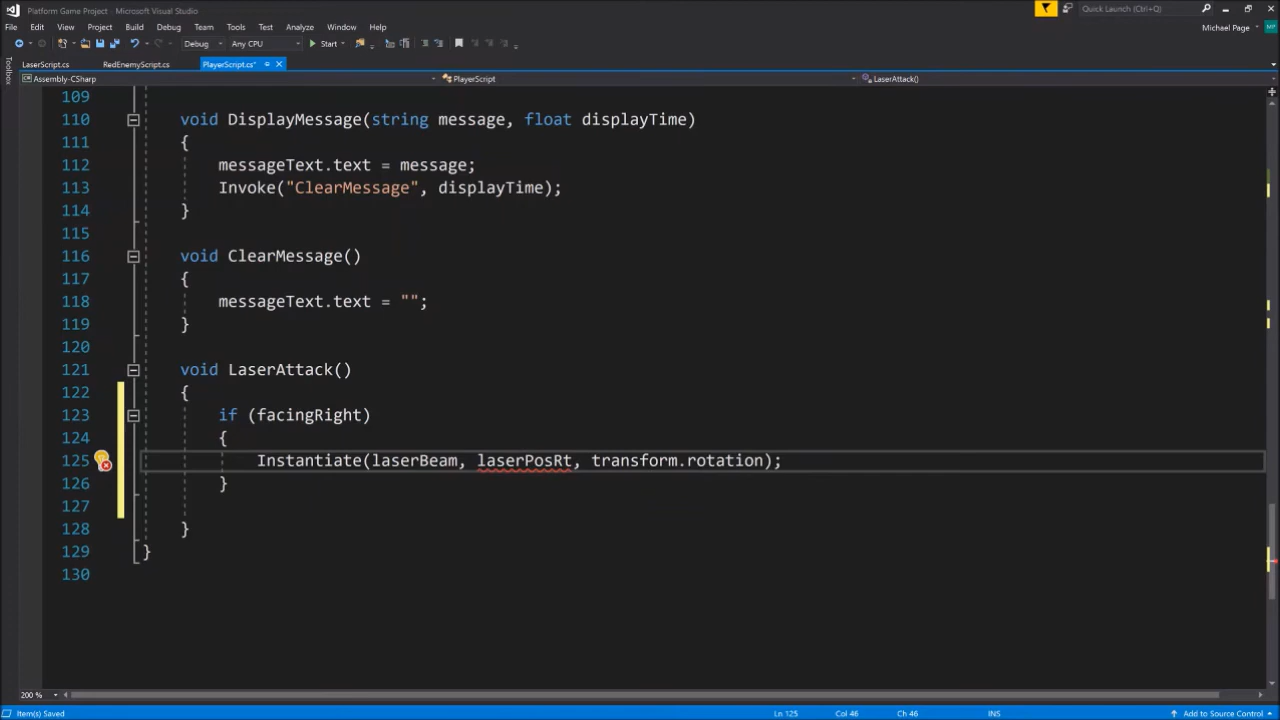 Platform Game Project - Microsoft Visual Studio
Quick Launch (Ctrl+Q)
File Edit View Project Build Debug Team Tools Test Analyze Window Help
Michael Page MP
Debug Any CPU Start
Toolbox
LaserScript.cs RedEnemyScript.cs PlayerScript.cs*
Assembly-CSharp PlayerScript LaserAttack()
109
110 void DisplayMessage(string message, float displayTime)
111 {
112 messageText.text = message;
113 Invoke("ClearMessage", displayTime);
114 }
115
116 void ClearMessage()
117 {
118 messageText.text = "";
119 }
120
121 void LaserAttack()
122 {
123 if (facingRight)
124 {
125 Instantiate(laserBeam, laserPosRt, transform.rotation);
126 }
127
128 }
129 }
130
200 %
Item(s) Saved Ln 125 Col 46 Ch 46 INS Add to Source Control